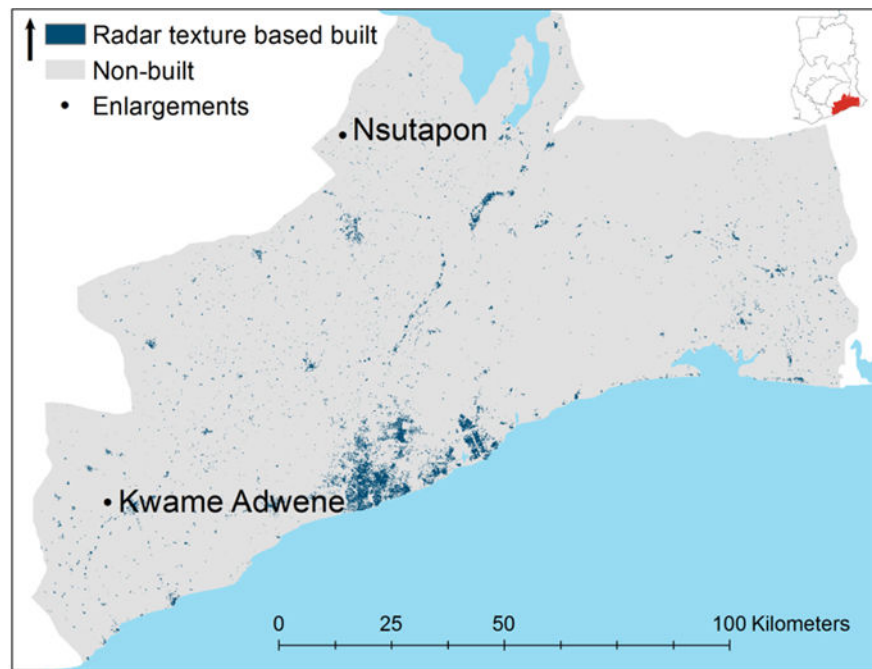 Radar texture based built
Non-built
Enlargements
Nsutapon
Kwame Adwene
0 25 50 100 Kilometers